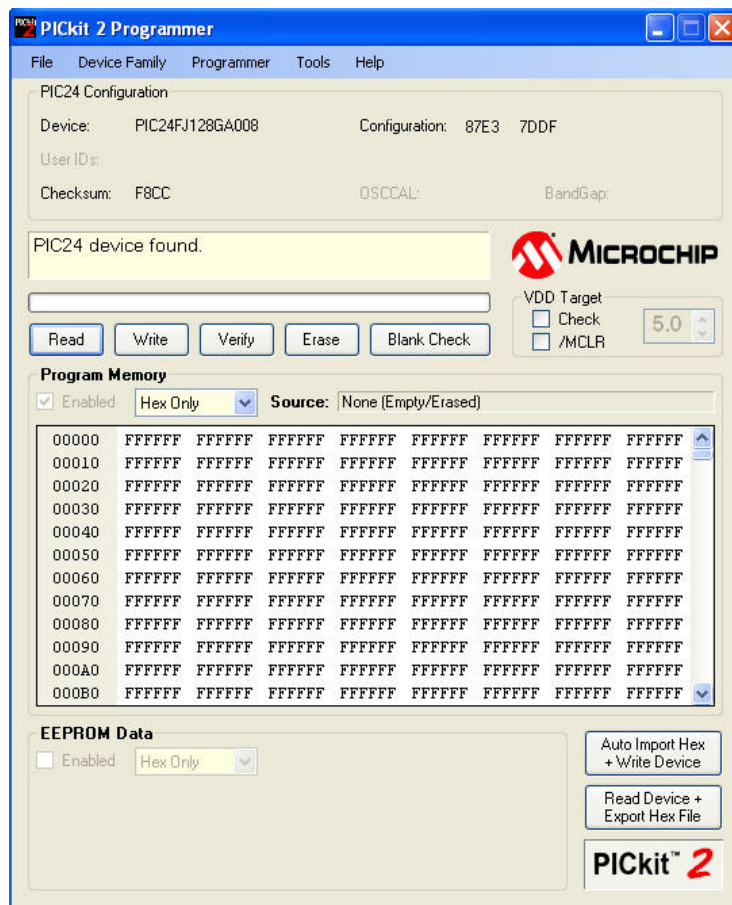 PICkit 2 Programmer
File Device Family Programmer Tools Help
PIC24 Configuration
Device: PIC24FJ128GA008 Configuration: 87E3 7DDF
User IDs:
Checksum: F8CC OSCCAL: BandGap:
PIC24 device found.
MICROCHIP
VDD Target
Check
/MCLR
5.0
Read Write Verify Erase Blank Check
Program Memory
Enabled Hex Only Source: None (Empty/Erased)
00000 FFFFFF FFFFFF FFFFFF FFFFFF FFFFFF FFFFFF FFFFFF FFFFFF
00010 FFFFFF FFFFFF FFFFFF FFFFFF FFFFFF FFFFFF FFFFFF FFFFFF
00020 FFFFFF FFFFFF FFFFFF FFFFFF FFFFFF FFFFFF FFFFFF FFFFFF
00030 FFFFFF FFFFFF FFFFFF FFFFFF FFFFFF FFFFFF FFFFFF FFFFFF
00040 FFFFFF FFFFFF FFFFFF FFFFFF FFFFFF FFFFFF FFFFFF FFFFFF
00050 FFFFFF FFFFFF FFFFFF FFFFFF FFFFFF FFFFFF FFFFFF FFFFFF
00060 FFFFFF FFFFFF FFFFFF FFFFFF FFFFFF FFFFFF FFFFFF FFFFFF
00070 FFFFFF FFFFFF FFFFFF FFFFFF FFFFFF FFFFFF FFFFFF FFFFFF
00080 FFFFFF FFFFFF FFFFFF FFFFFF FFFFFF FFFFFF FFFFFF FFFFFF
00090 FFFFFF FFFFFF FFFFFF FFFFFF FFFFFF FFFFFF FFFFFF FFFFFF
000A0 FFFFFF FFFFFF FFFFFF FFFFFF FFFFFF FFFFFF FFFFFF FFFFFF
000B0 FFFFFF FFFFFF FFFFFF FFFFFF FFFFFF FFFFFF FFFFFF FFFFFF
EEPROM Data
Enabled Hex Only
Auto Import Hex
+ Write Device
Read Device +
Export Hex File
PICkit™ 2